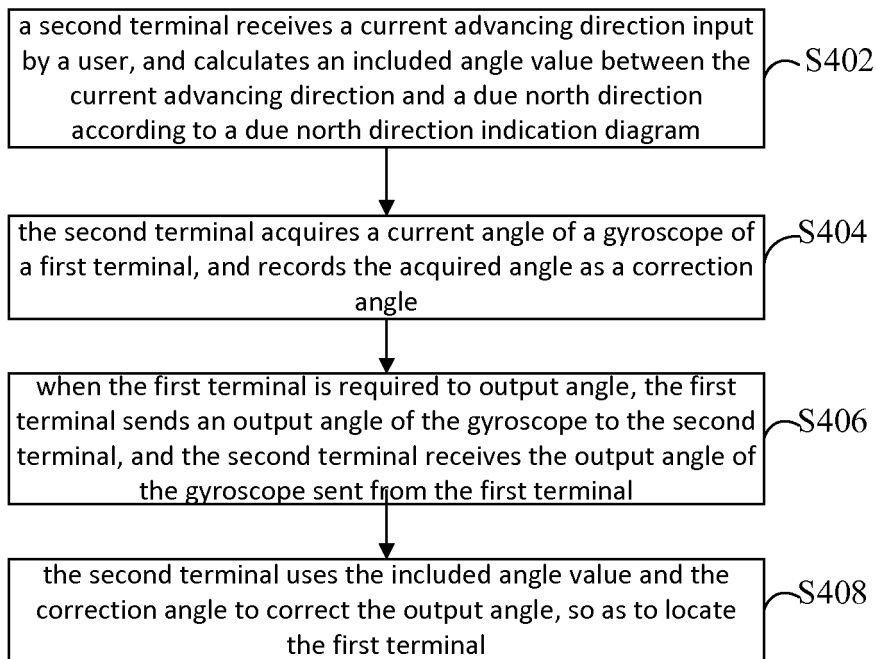 a second terminal receives a current advancing direction input
by a user, and calculates an included angle value between the
current advancing direction and a due north direction
according to a due north direction indication diagram
S402
the second terminal acquires a current angle of a gyroscope of
a first terminal, and records the acquired angle as a correction
angle
S404
when the first terminal is required to output angle, the first
terminal sends an output angle of the gyroscope to the second
terminal, and the second terminal receives the output angle of
the gyroscope sent from the first terminal
S406
the second terminal uses the included angle value and the
correction angle to correct the output angle, so as to locate
the first terminal
S408